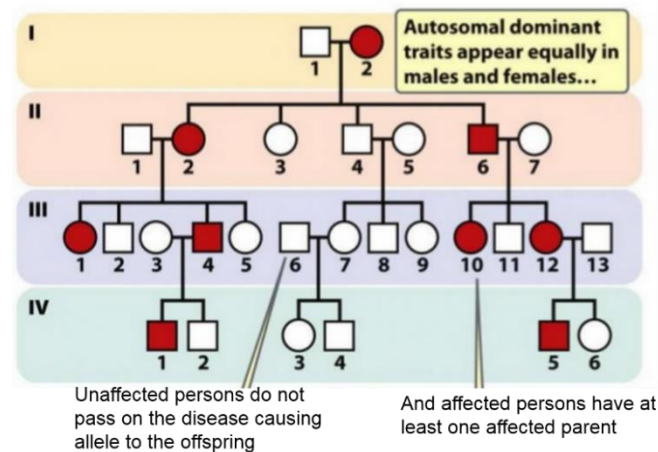 I
Autosomal dominant
traits appear equally in
males and females...
1 2
II
1 2 3 4 5 6 7
III
1 2 3 4 5 6 7 8 9 10 11 12 13
IV
1 2 3 4 5 6
Unaffected persons do not
pass on the disease causing
allele to the offspring
And affected persons have at
least one affected parent